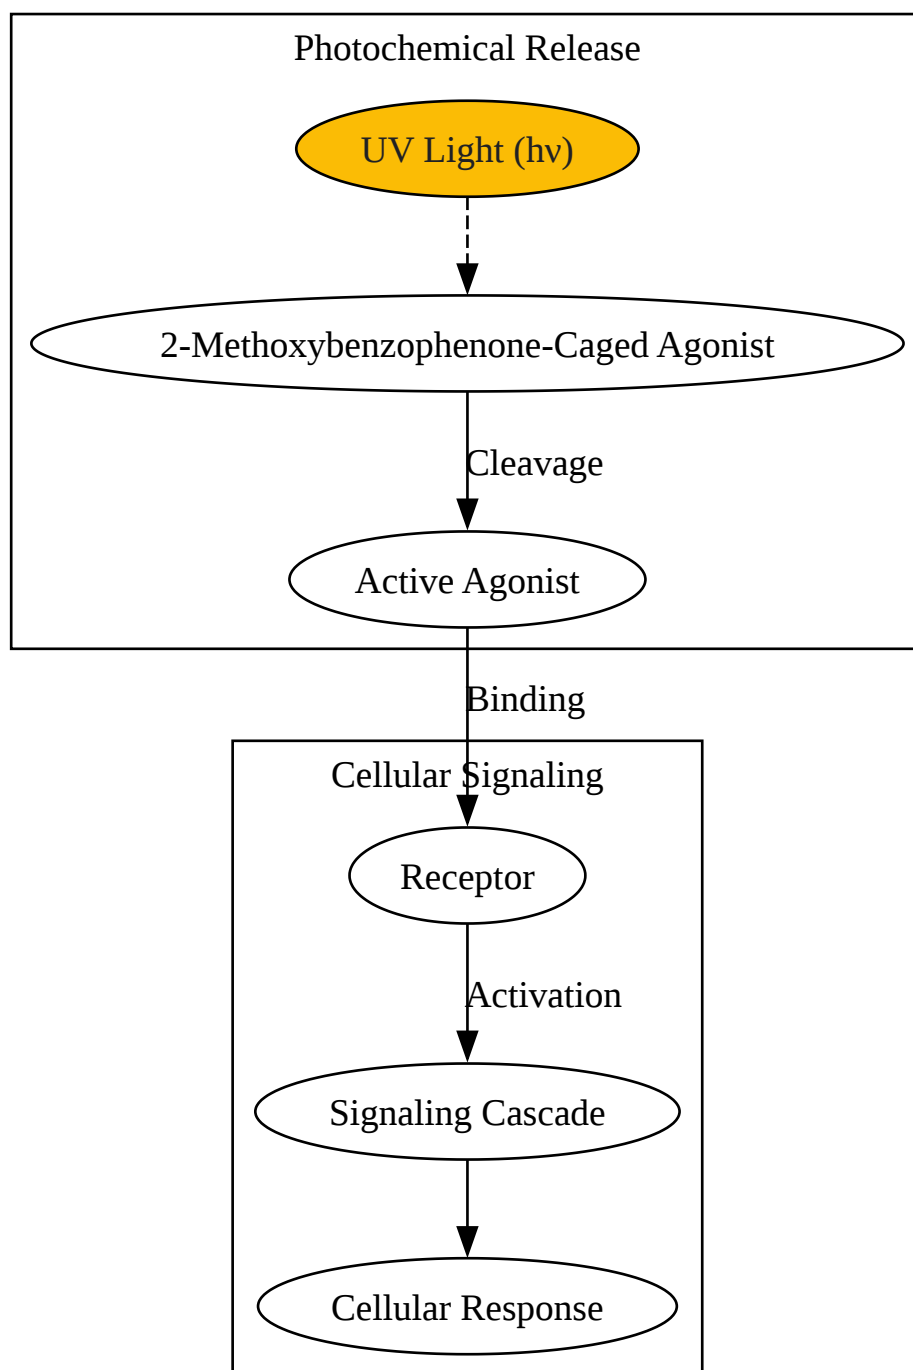 Photochemical Release
UV Light (hν)
2-Methoxybenzophenone-Caged Agonist
Cleavage
Active Agonist
Binding
Cellular Signaling
Receptor
Activation
Signaling Cascade
Cellular Response